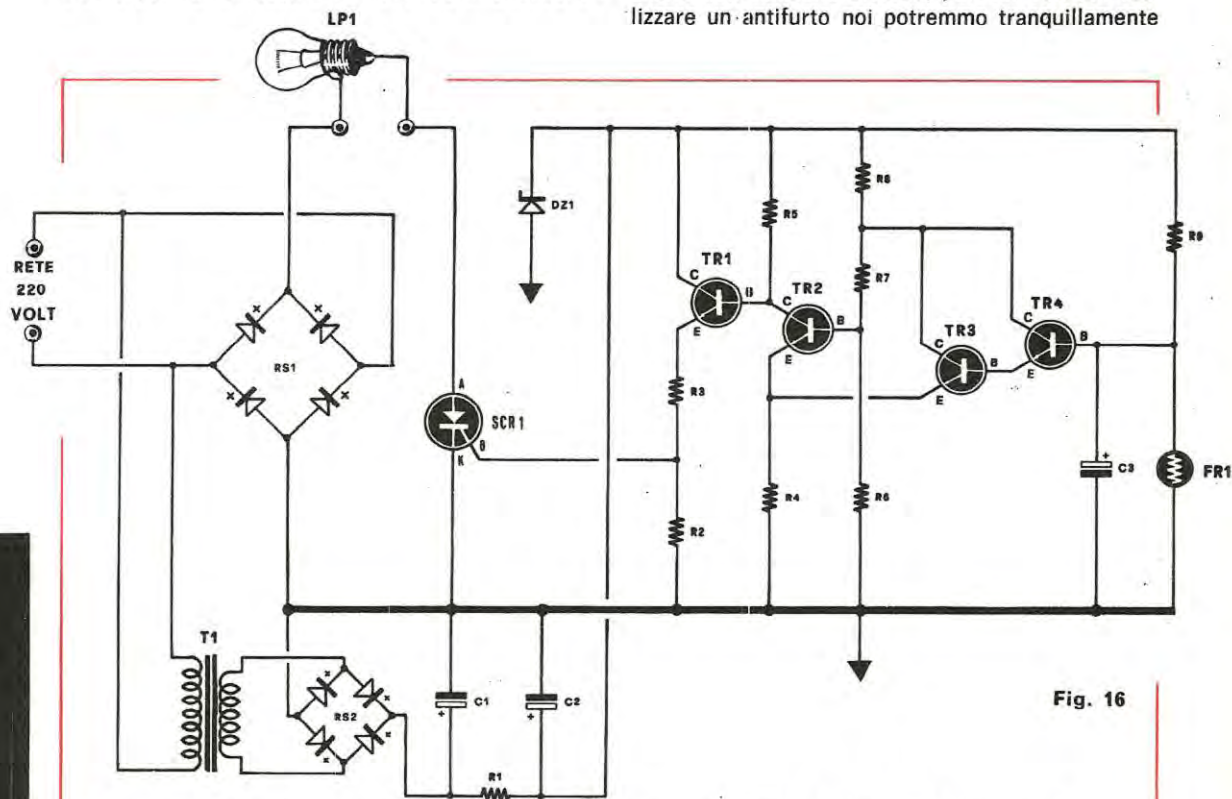 lizzare un antifurto noi potremmo tranquillamente
LP1
RETE
220
VOLT
RS1
A
SCR1
B
K
DZ1
R5
R8
R9
TR1
C
B
E
TR2
C
B
E
R7
TR3
C
B
E
TR4
C
B
E
R3
R2
R4
R6
C3
+
FR1
T1
RS2
C1
+
C2
+
R1
Fig. 16